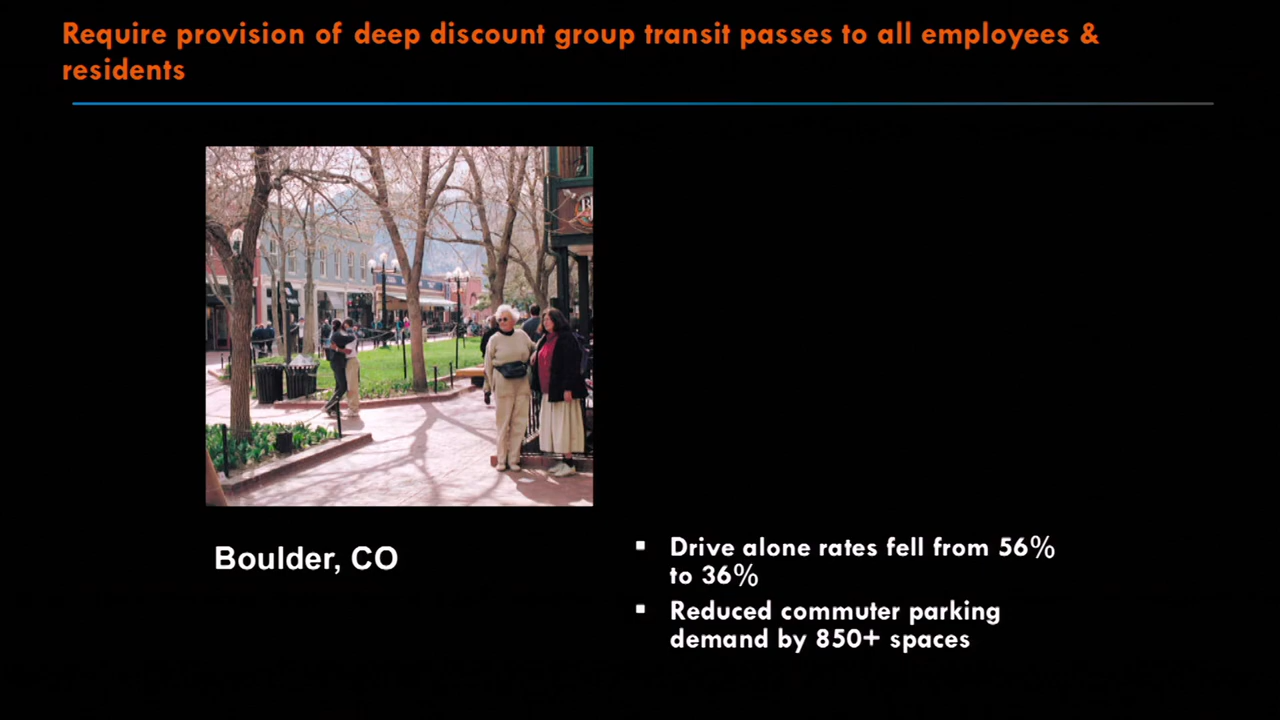 Require provision of deep discount group transit passes to all employees &
residents
Boulder, CO
▪ Drive alone rates fell from 56%
to 36%
▪ Reduced commuter parking
demand by 850+ spaces